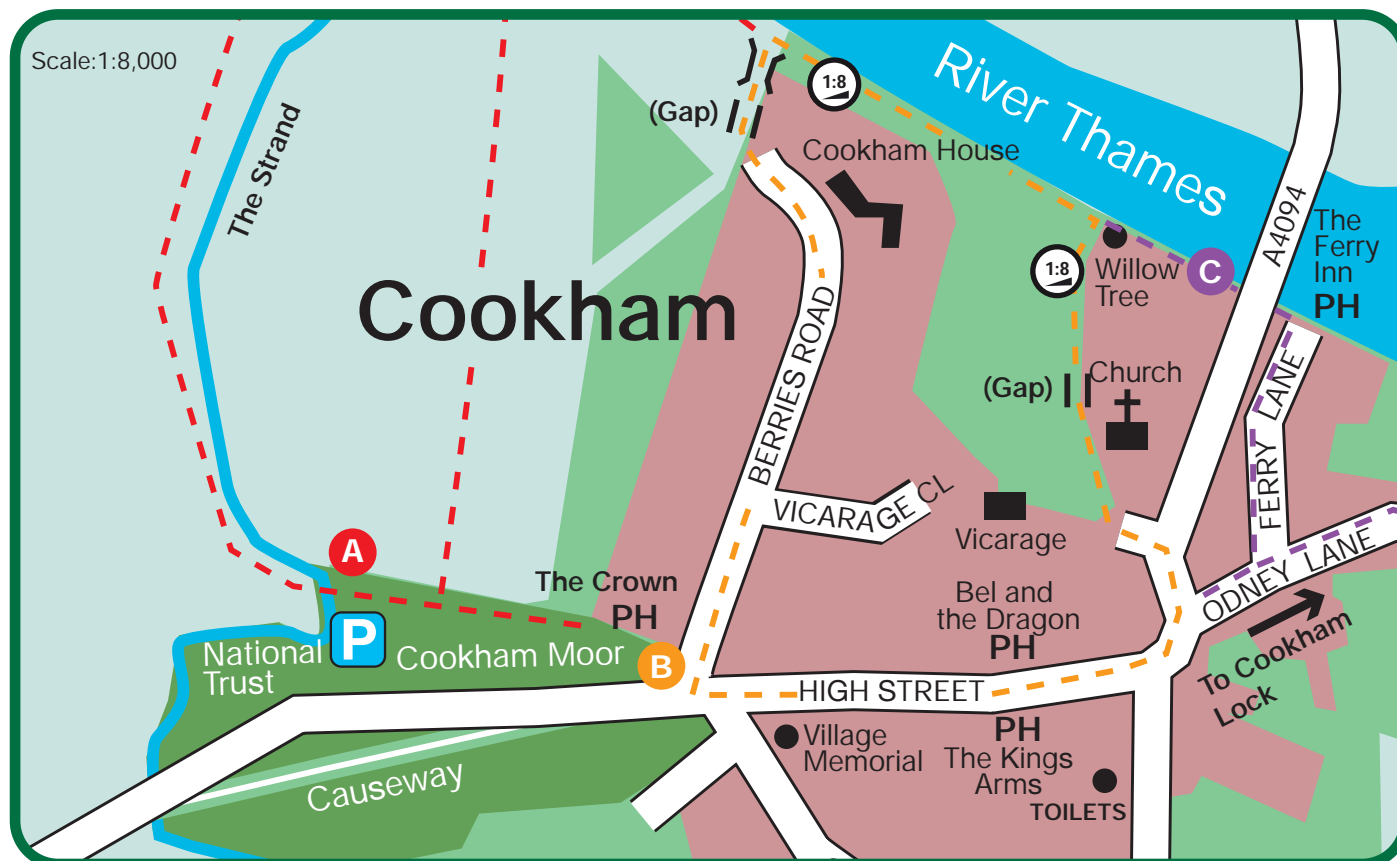 Scale:1:8,000
The Strand
(Gap)
1:8
River Thames
Cookham House
A4094
The
Ferry
Inn
PH
1:8
Willow
Tree
C
Cookham
BERRIES ROAD
(Gap)
Church
FERRY LANE
VICARAGE CL
Vicarage
ODNEY LANE
A
The Crown
PH
Bel and
the Dragon
PH
To Cookham
Lock
P
National
Trust
Cookham Moor
B
HIGH STREET
PH
The Kings
Arms
Village
Memorial
Causeway
TOILETS